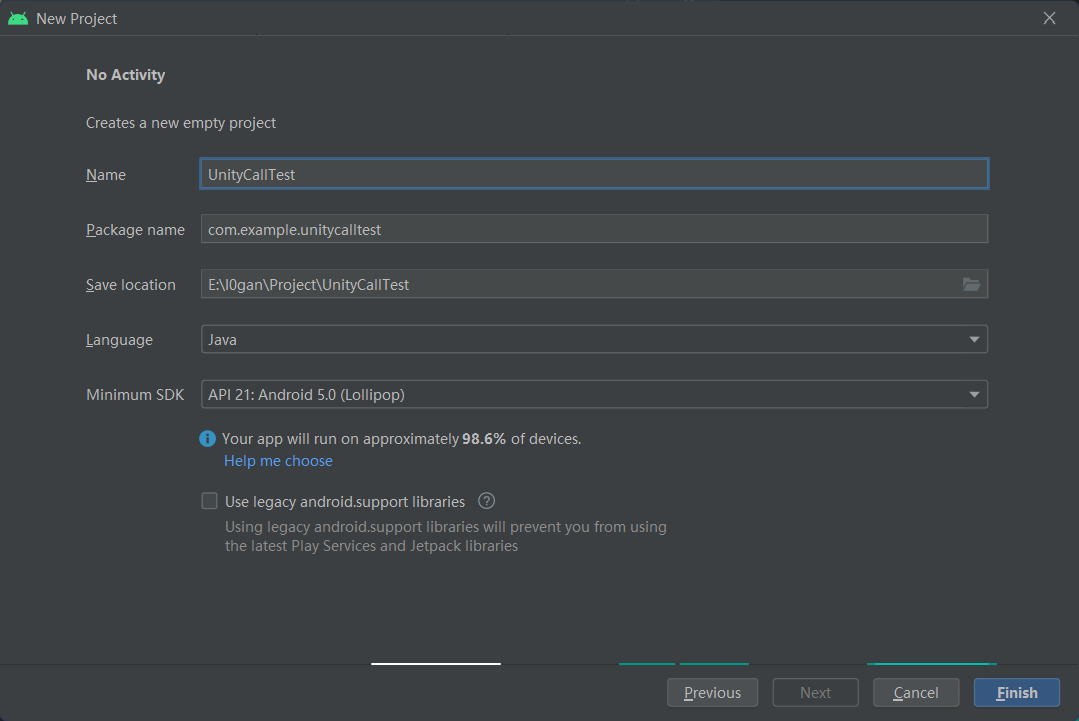 New Project
No Activity
Creates a new empty project
Name
UnityCallTest
Package name
com.example.unitycalltest
Save location
E:\l0gan\Project\UnityCallTest
Language
Java
Minimum SDK
API 21: Android 5.0 (Lollipop)
Your app will run on approximately 98.6% of devices.
Help me choose
Use legacy android.support libraries
Using legacy android.support libraries will prevent you from using
the latest Play Services and Jetpack libraries
Previous
Next
Cancel
Finish